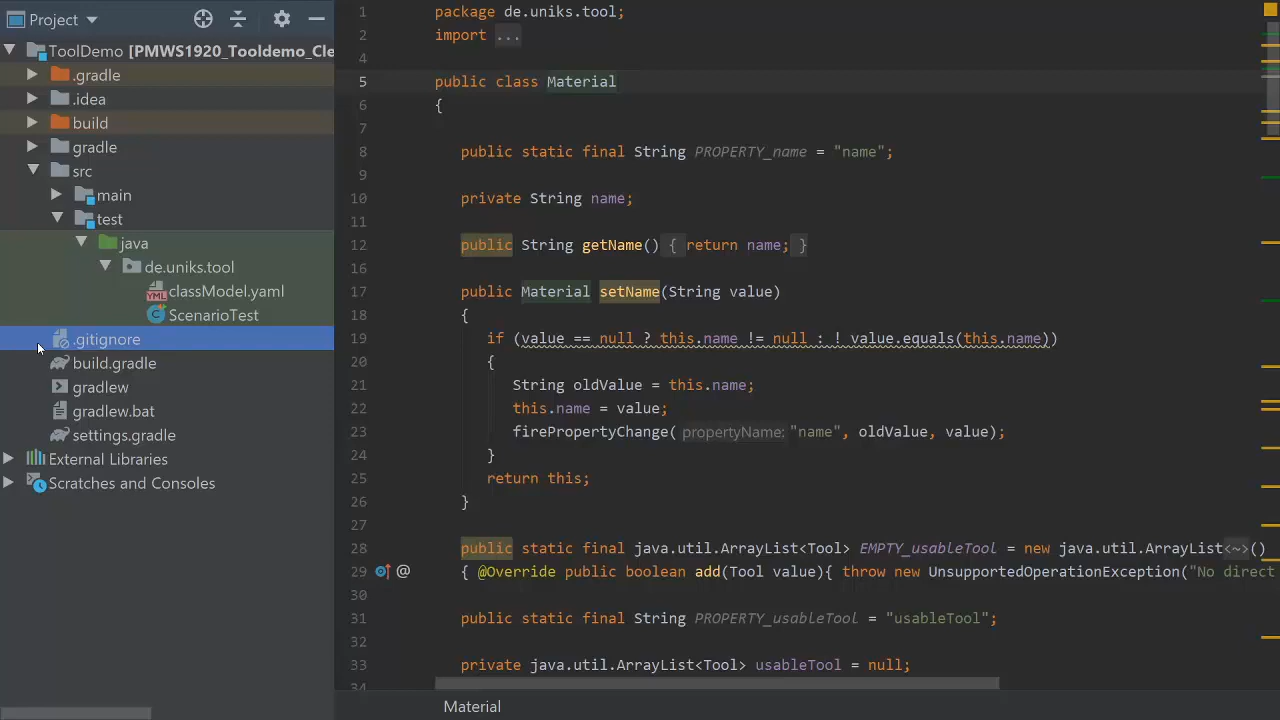 Project
ToolDemo [PMWS1920_Tooldemo_Cle
.gradle
.idea
build
gradle
src
main
test
java
de.uniks.tool
YML classModel.yaml
C ScenarioTest
.gitignore
build.gradle
gradlew
gradlew.bat
settings.gradle
External Libraries
Scratches and Consoles
1 package de.uniks.tool;
2 import ...
4
5 public class Material
6 {
7
8 public static final String PROPERTY_name = "name";
9
10 private String name;
11
12 public String getName() { return name; }
16
17 public Material setName(String value)
18 {
19 if (value == null ? this.name != null : ! value.equals(this.name))
20 {
21 String oldValue = this.name;
22 this.name = value;
23 firePropertyChange( propertyName: "name", oldValue, value);
24 }
25 return this;
26 }
27
28 public static final java.util.ArrayList<Tool> EMPTY_usableTool = new java.util.ArrayList<~>()
29 @ { @Override public boolean add(Tool value){ throw new UnsupportedOperationException("No direct
30
31 public static final String PROPERTY_usableTool = "usableTool";
32
33 private java.util.ArrayList<Tool> usableTool = null;
34
Material